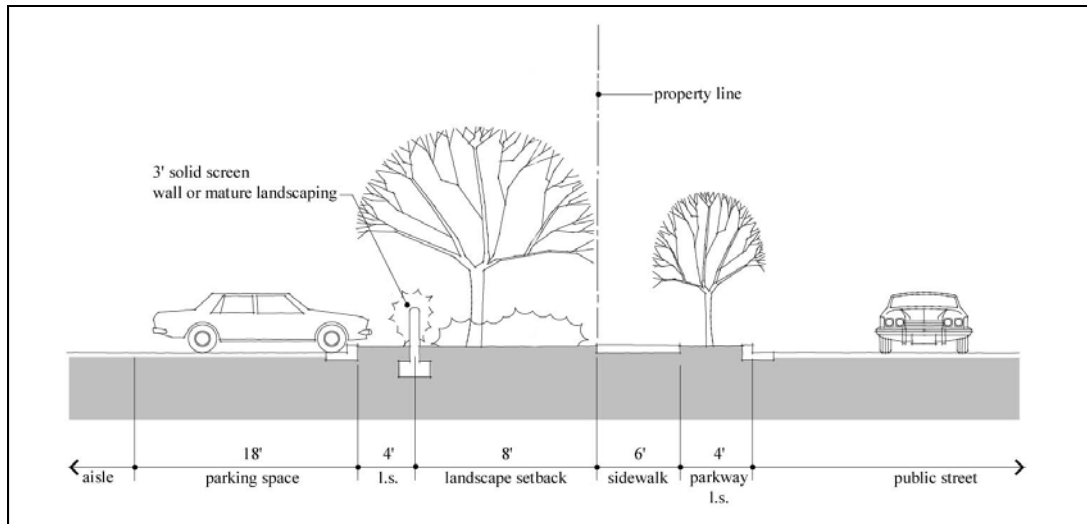 property line
3' solid screen
wall or mature landscaping
18' 4' 8' 6' 4'
aisle parking space l.s. landscape setback sidewalk parkway public street
l.s.